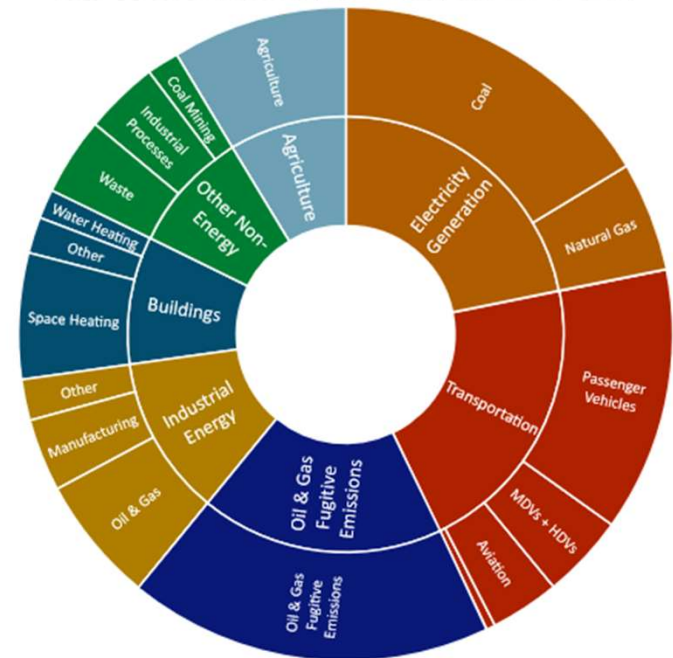 Coal
Natural Gas
Electricity
Generation
Passenger
Vehicles
MDVs + HDVs
Aviation
Transportation
Oil & Gas
Fugitive
Emissions
Oil & Gas
Fugitive
Emissions
Industrial
Energy
Oil & Gas
Manufacturing
Other
Buildings
Space Heating
Other
Water Heating
Other Non-
Energy
Waste
Industrial
Processes
Coal Mining
Agriculture
Agriculture